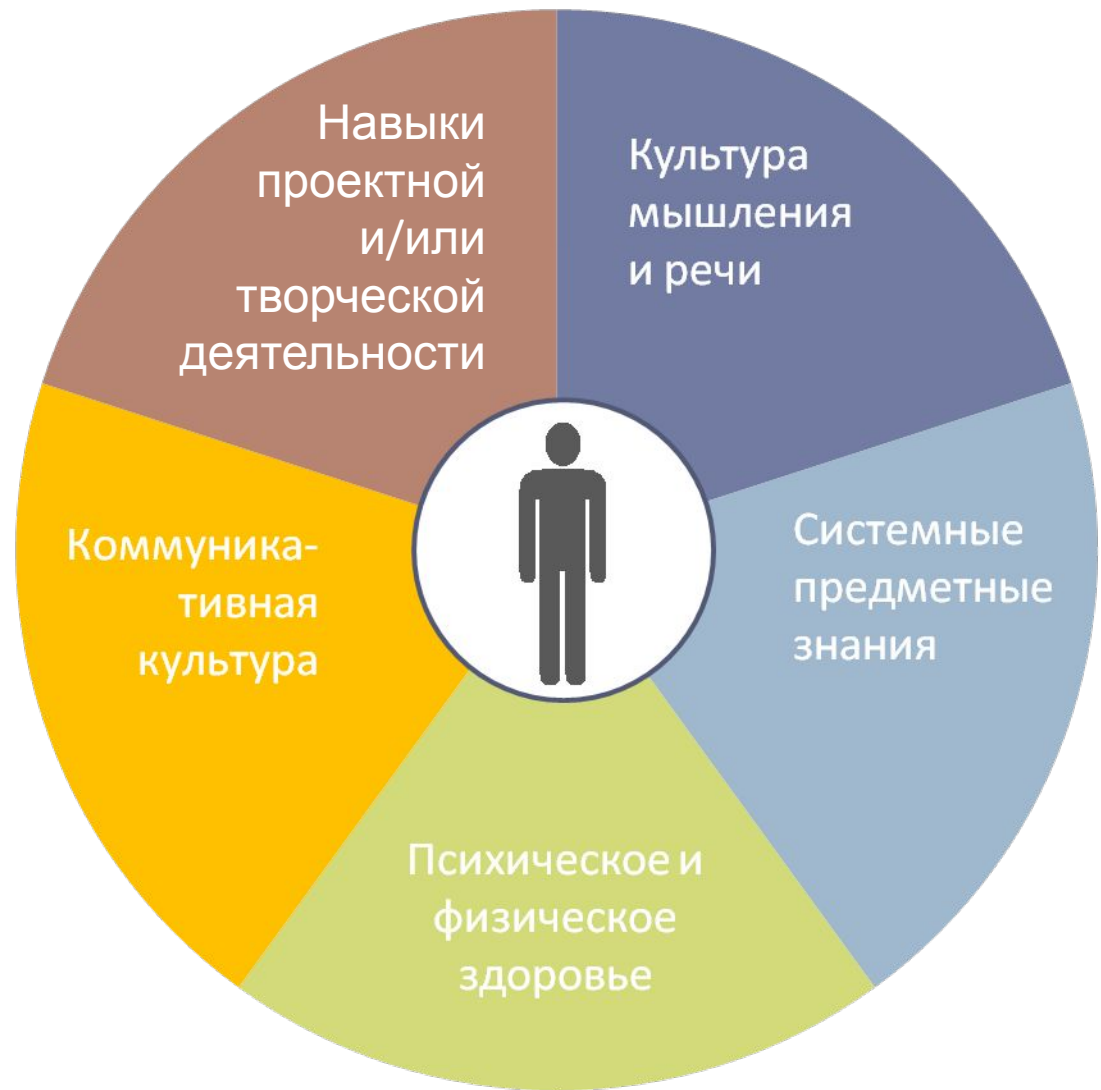 Навыки
проектной
и/или
творческой
деятельности
Культура
мышления
и речи
Системные
предметные
знания
Психическое и
физическое
здоровье
Коммуника-
тивная
культура